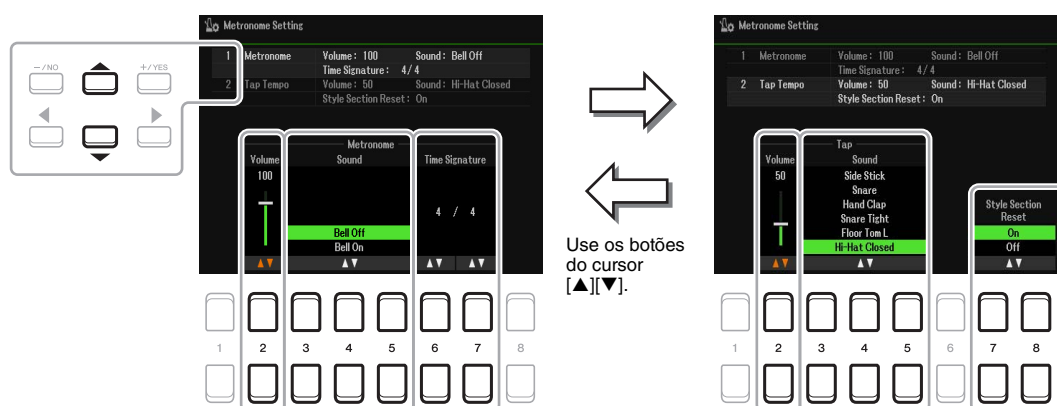 Metronome Setting
1 Metronome Volume: 100 Sound: Bell Off
Time Signature: 4/4
2 Tap Tempo Volume: 50 Sound: Hi-Hat Closed
Style Section Reset: On
-/NO
+/YES
Metronome
Volume Sound Time Signature
100
4 / 4
Bell Off
Bell On
1 2 3 4 5 6 7 8
Use os botões
do cursor
[▲][▼].
Metronome Setting
1 Metronome Volume: 100 Sound: Bell Off
Time Signature: 4/4
2 Tap Tempo Volume: 50 Sound: Hi-Hat Closed
Style Section Reset: On
Tap
Volume Sound
50 Side Stick
Snare
Hand Clap
Snare Tight
Floor Tom L
Hi-Hat Closed
Style Section
Reset
On
Off
1 2 3 4 5 6 7 8